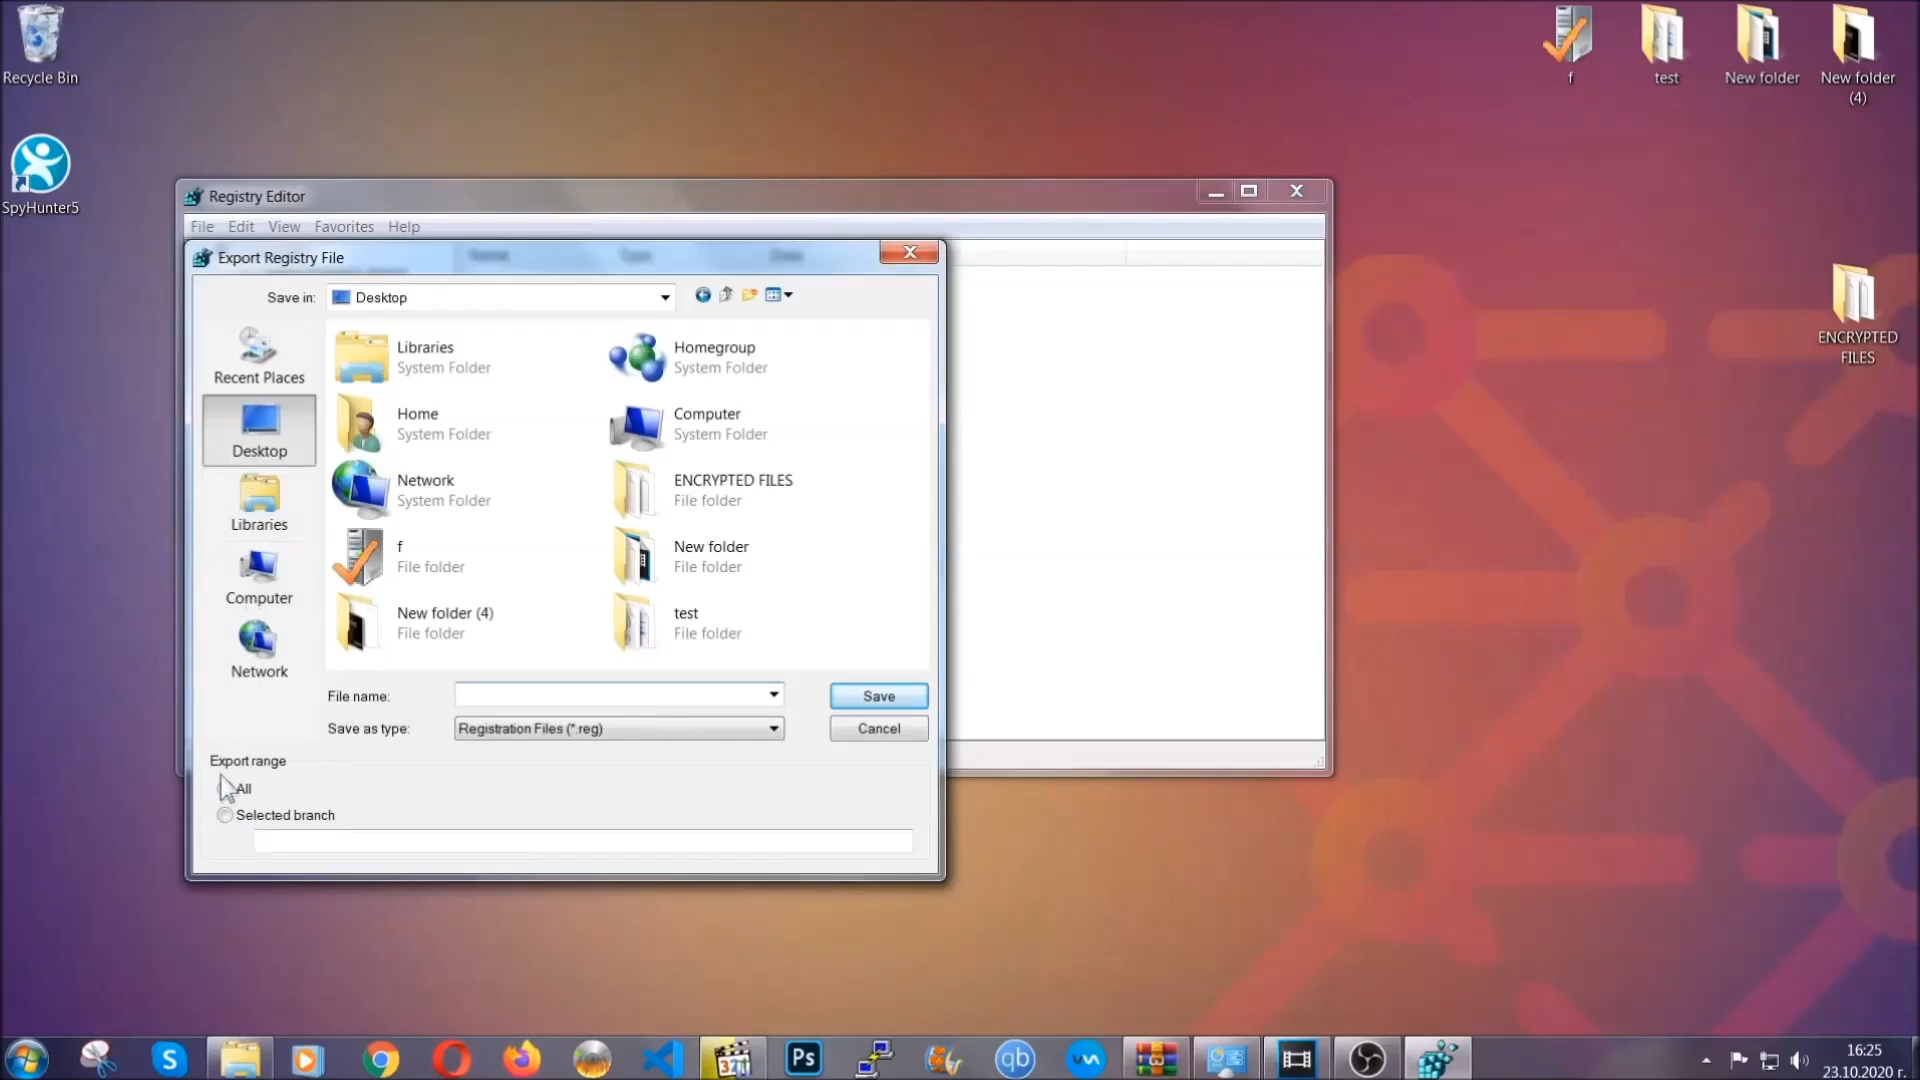 Recycle Bin
SpyHunter5
f
test
New folder
New folder
(4)
ENCRYPTED
FILES
Registry Editor
File Edit View Favorites Help
Export Registry File
Save in:
Desktop
Recent Places
Desktop
Libraries
Computer
Network
Libraries
System Folder
Homegroup
System Folder
Home
System Folder
Computer
System Folder
Network
System Folder
ENCRYPTED FILES
File folder
f
File folder
New folder
File folder
New folder (4)
File folder
test
File folder
File name:
Save
Save as type:
Registration Files (*.reg)
Cancel
Export range
All
Selected branch
S
321
Ps
qb
16:25
23.10.2020 г.